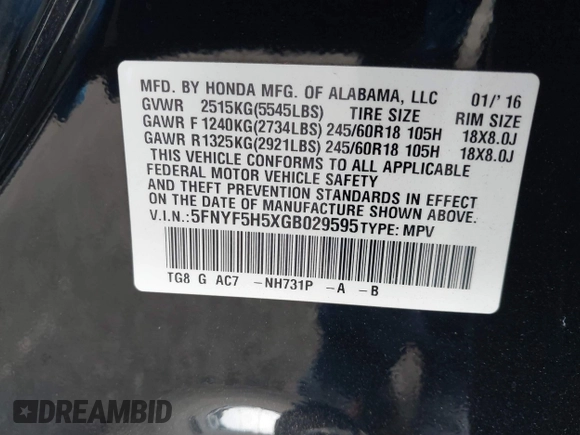 MFD. BY HONDA MFG. OF ALABAMA, LLC 01/'16
GVWR 2515KG(5545LBS) TIRE SIZE RIM SIZE
GAWR F 1240KG(2734LBS) 245/60R18 105H 18X8.0J
GAWR R1325KG(2921LBS) 245/60R18 105H 18X8.0J
THIS VEHICLE CONFORMS TO ALL APPLICABLE
FEDERAL MOTOR VEHICLE SAFETY
AND THEFT PREVENTION STANDARDS IN EFFECT
ON THE DATE OF MANUFACTURE SHOWN ABOVE.
V.I.N.:5FNYF5H5XGB029595 TYPE: MPV
TG8 G AC7 -NH731P -A -B
DREAMBID